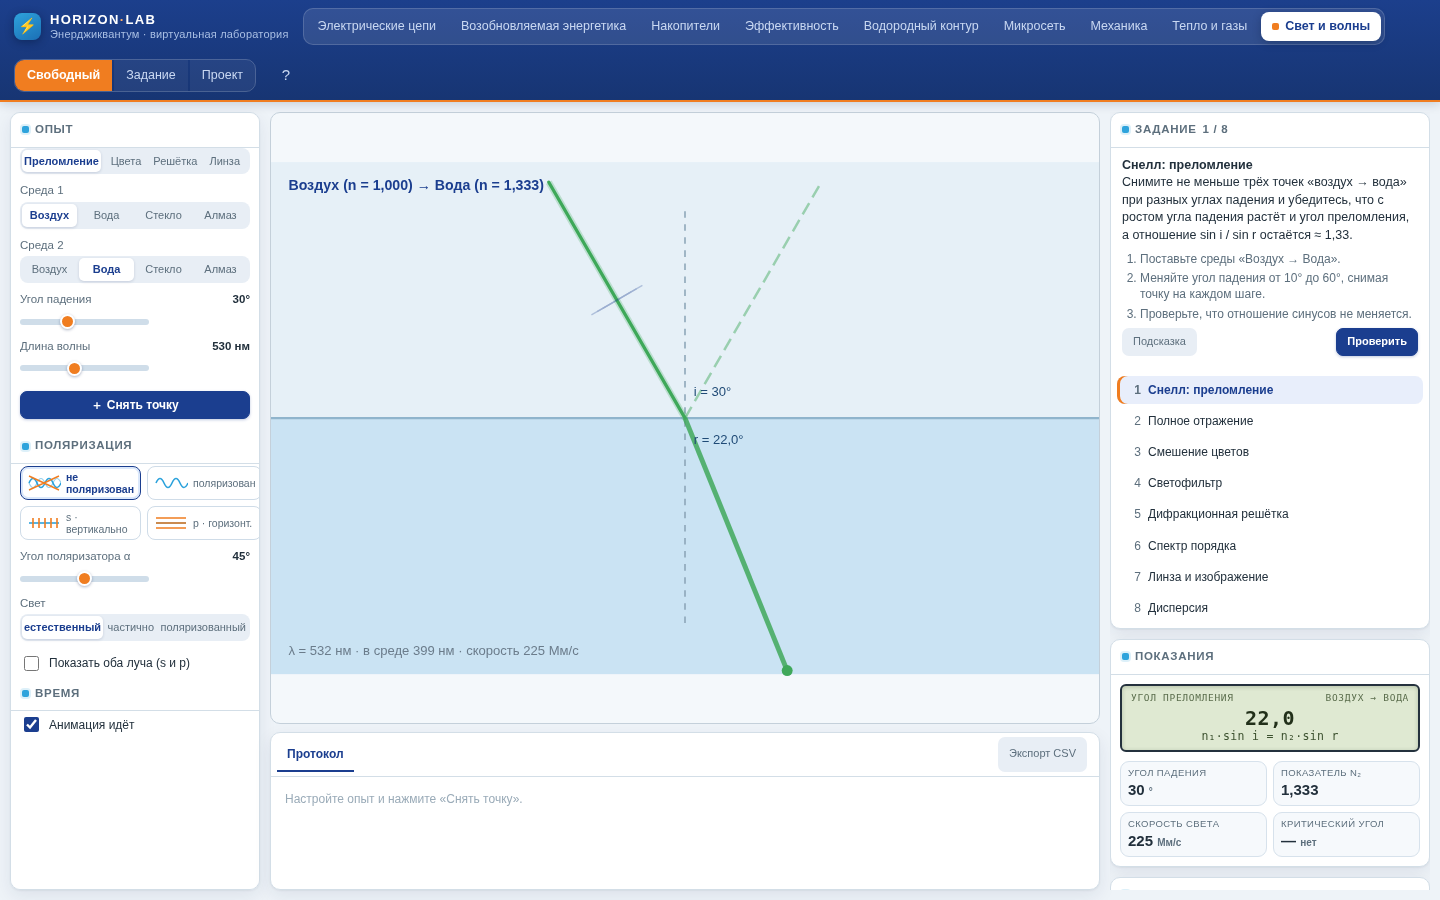 HORIZON·LAB
Энерджиквантум · виртуальная лаборатория
Электрические цепи
Возобновляемая энергетика
Накопители
Эффективность
Водородный контур
Микросеть
Механика
Тепло и газы
Свет и волны
Свободный
Задание
Проект
?
ОПЫТ
Преломление
Цвета
Решётка
Линза
Среда 1
Воздух
Вода
Стекло
Алмаз
Среда 2
Воздух
Вода
Стекло
Алмаз
Угол падения 30°
Длина волны 530 нм
+ Снять точку
ПОЛЯРИЗАЦИЯ
не
поляризован
поляризован
s ·
вертикально
p · горизонт.
Угол поляризатора α 45°
Свет
естественный
частично
поляризованный
Показать оба луча (s и p)
ВРЕМЯ
Анимация идёт
Воздух (n = 1,000) → Вода (n = 1,333)
i = 30°
r = 22,0°
λ = 532 нм · в среде 399 нм · скорость 225 Мм/с
Протокол
Экспорт CSV
Настройте опыт и нажмите «Снять точку».
ЗАДАНИЕ 1 / 8
Снелл: преломление
Снимите не меньше трёх точек «воздух → вода»
при разных углах падения и убедитесь, что с
ростом угла падения растёт и угол преломления,
а отношение sin i / sin r остаётся ≈ 1,33.
1. Поставьте среды «Воздух → Вода».
2. Меняйте угол падения от 10° до 60°, снимая
точку на каждом шаге.
3. Проверьте, что отношение синусов не меняется.
Подсказка
Проверить
1 Снелл: преломление
2 Полное отражение
3 Смешение цветов
4 Светофильтр
5 Дифракционная решётка
6 Спектр порядка
7 Линза и изображение
8 Дисперсия
ПОКАЗАНИЯ
УГОЛ ПРЕЛОМЛЕНИЯ
ВОЗДУХ → ВОДА
22,0
n₁·sin i = n₂·sin r
УГОЛ ПАДЕНИЯ
30 °
ПОКАЗАТЕЛЬ N₂
1,333
СКОРОСТЬ СВЕТА
225 Мм/с
КРИТИЧЕСКИЙ УГОЛ
— нет